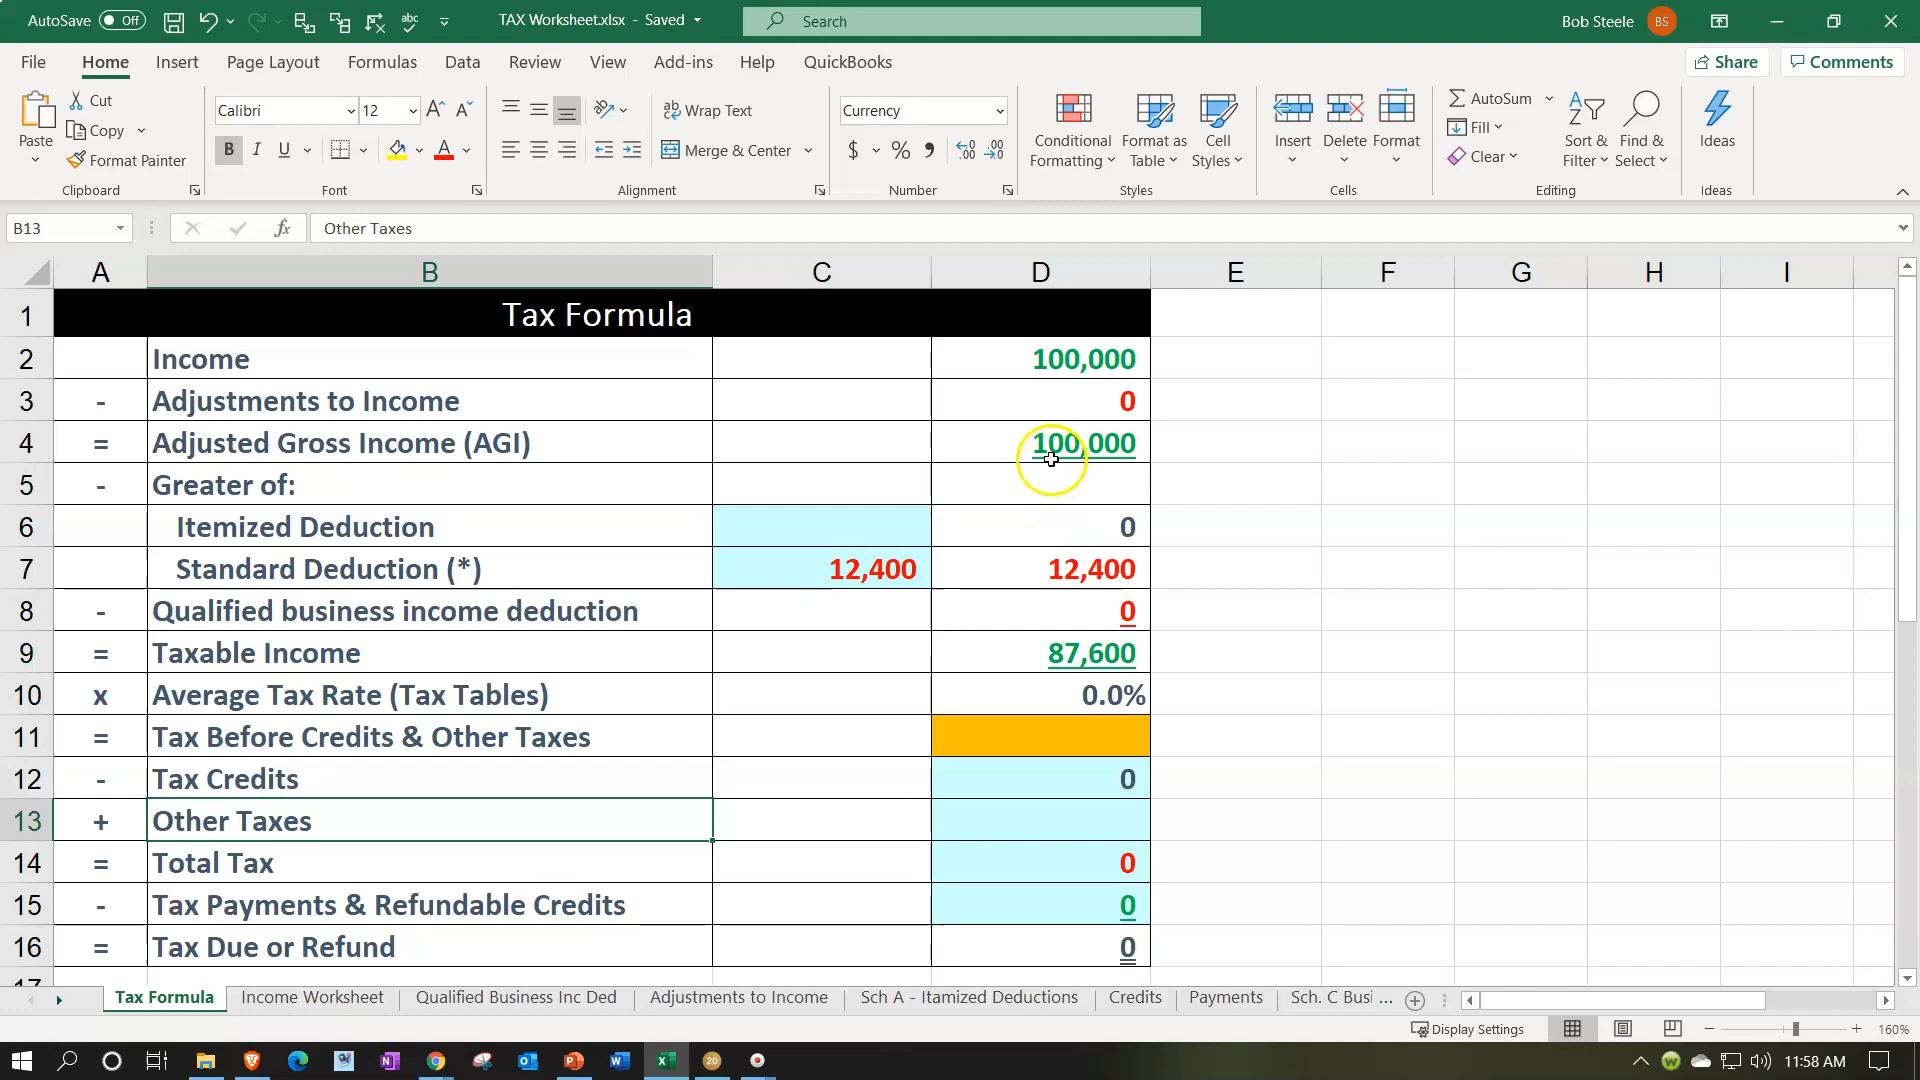 AutoSave Off abc TAX Worksheet.xlsx - Saved Search Bob Steele BS
File Home Insert Page Layout Formulas Data Review View Add-ins Help QuickBooks Share Comments
Paste Cut Copy Format Painter
Clipboard
Calibri 12 B I U A
Font
Wrap Text
Merge & Center
Alignment
Currency
$ % 9
Number
Conditional Formatting Format as Table Cell Styles
Styles
Insert Delete Format
Cells
AutoSum Fill Clear Sort & Filter Find & Select
Editing
Ideas
Ideas
B13 fx Other Taxes
A B C D E F G H I
1 Tax Formula
2 Income 100,000
3 - Adjustments to Income 0
4 = Adjusted Gross Income (AGI) 100,000
5 - Greater of:
6 Itemized Deduction 0
7 Standard Deduction (*) 12,400 12,400
8 - Qualified business income deduction 0
9 = Taxable Income 87,600
10 x Average Tax Rate (Tax Tables) 0.0%
11 = Tax Before Credits & Other Taxes
12 - Tax Credits 0
13 + Other Taxes
14 = Total Tax 0
15 - Tax Payments & Refundable Credits 0
16 = Tax Due or Refund 0
17
Tax Formula Income Worksheet Qualified Business Inc Ded Adjustments to Income Sch A - Itamized Deductions Credits Payments Sch. C Busi ...
Display Settings 160%
20 11:58 AM